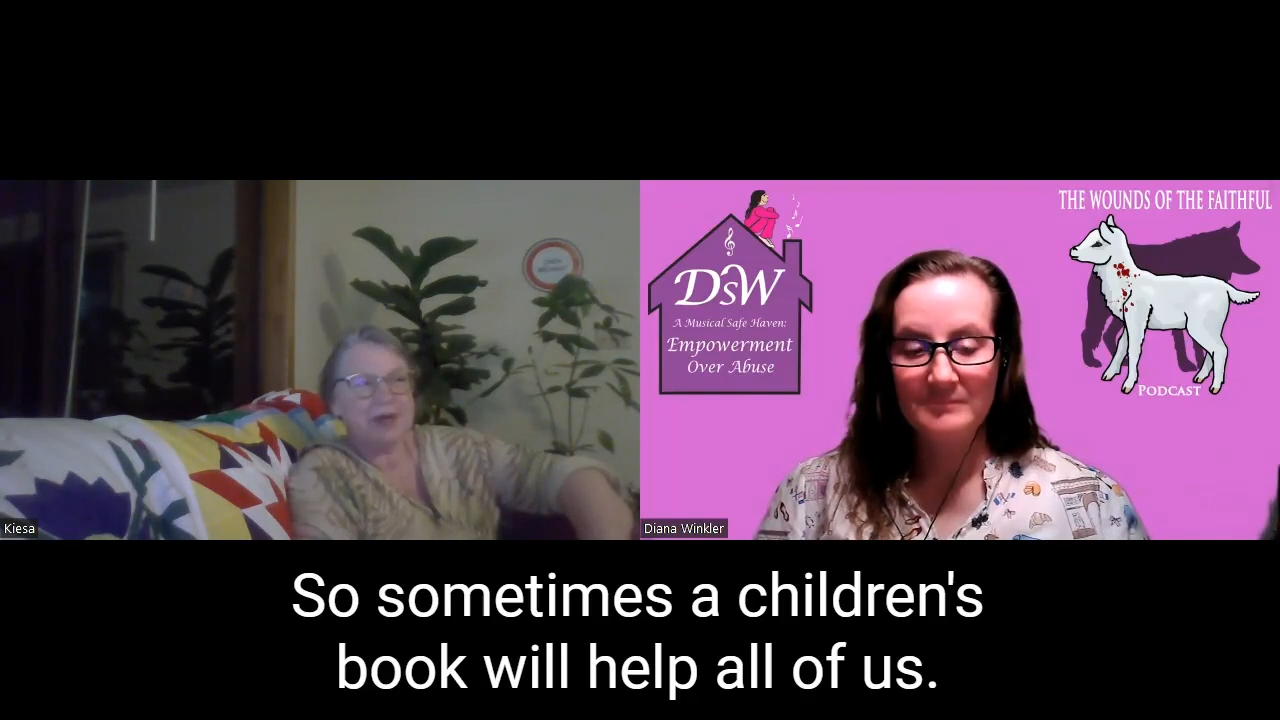 THE WOUNDS OF THE FAITHFUL
DSW
A Musical Safe Haven:
Empowerment
Over Abuse
PODCAST
Kiesa
Diana Winkler
So sometimes a children's
book will help all of us.